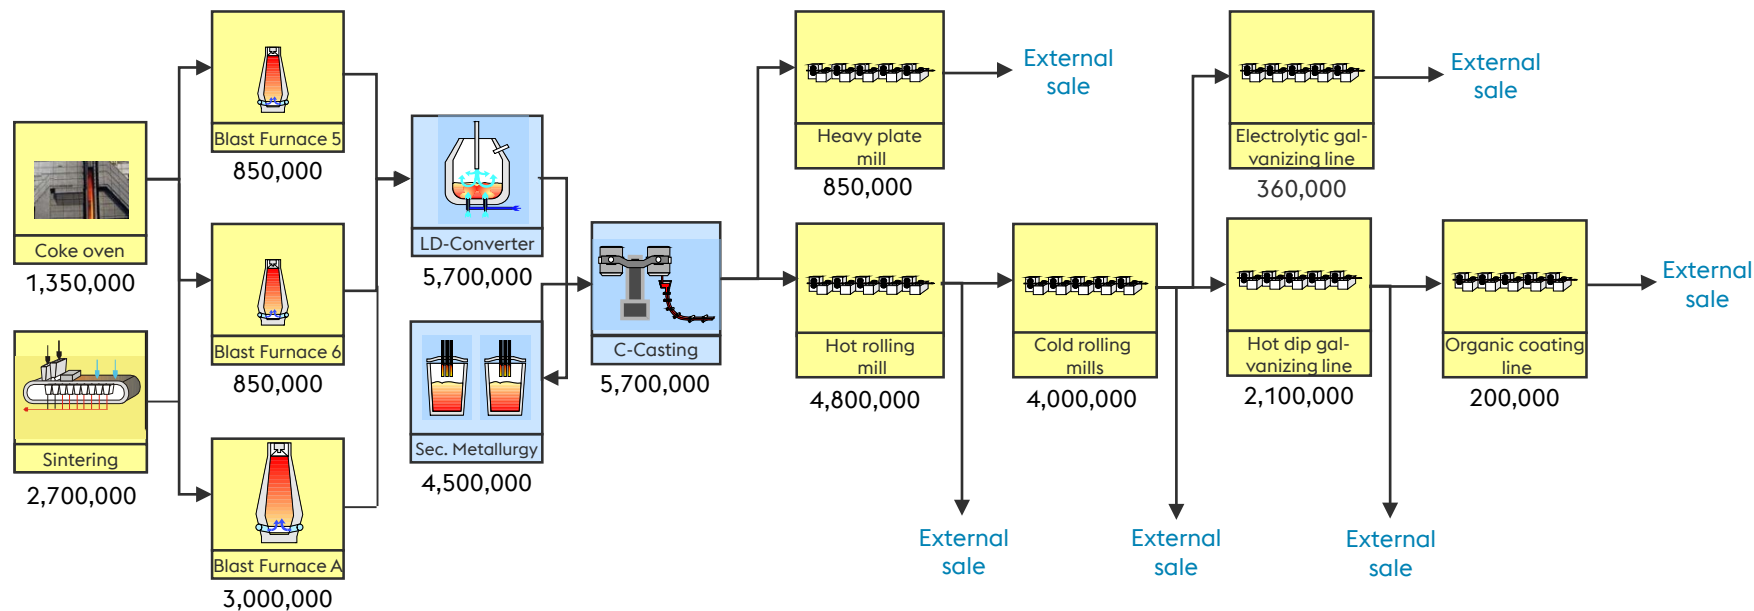 Coke oven
1,350,000
Sintering
2,700,000
Blast Furnace 5
850,000
Blast Furnace 6
850,000
Blast Furnace A
3,000,000
LD-Converter
5,700,000
Sec. Metallurgy
4,500,000
C-Casting
5,700,000
Heavy plate
mill
850,000
External
sale
Hot rolling
mill
4,800,000
External
sale
Cold rolling
mills
4,000,000
External
sale
Electrolytic gal-
vanizing line
360,000
External
sale
Hot dip gal-
vanizing line
2,100,000
External
sale
Organic coating
line
200,000
External
sale